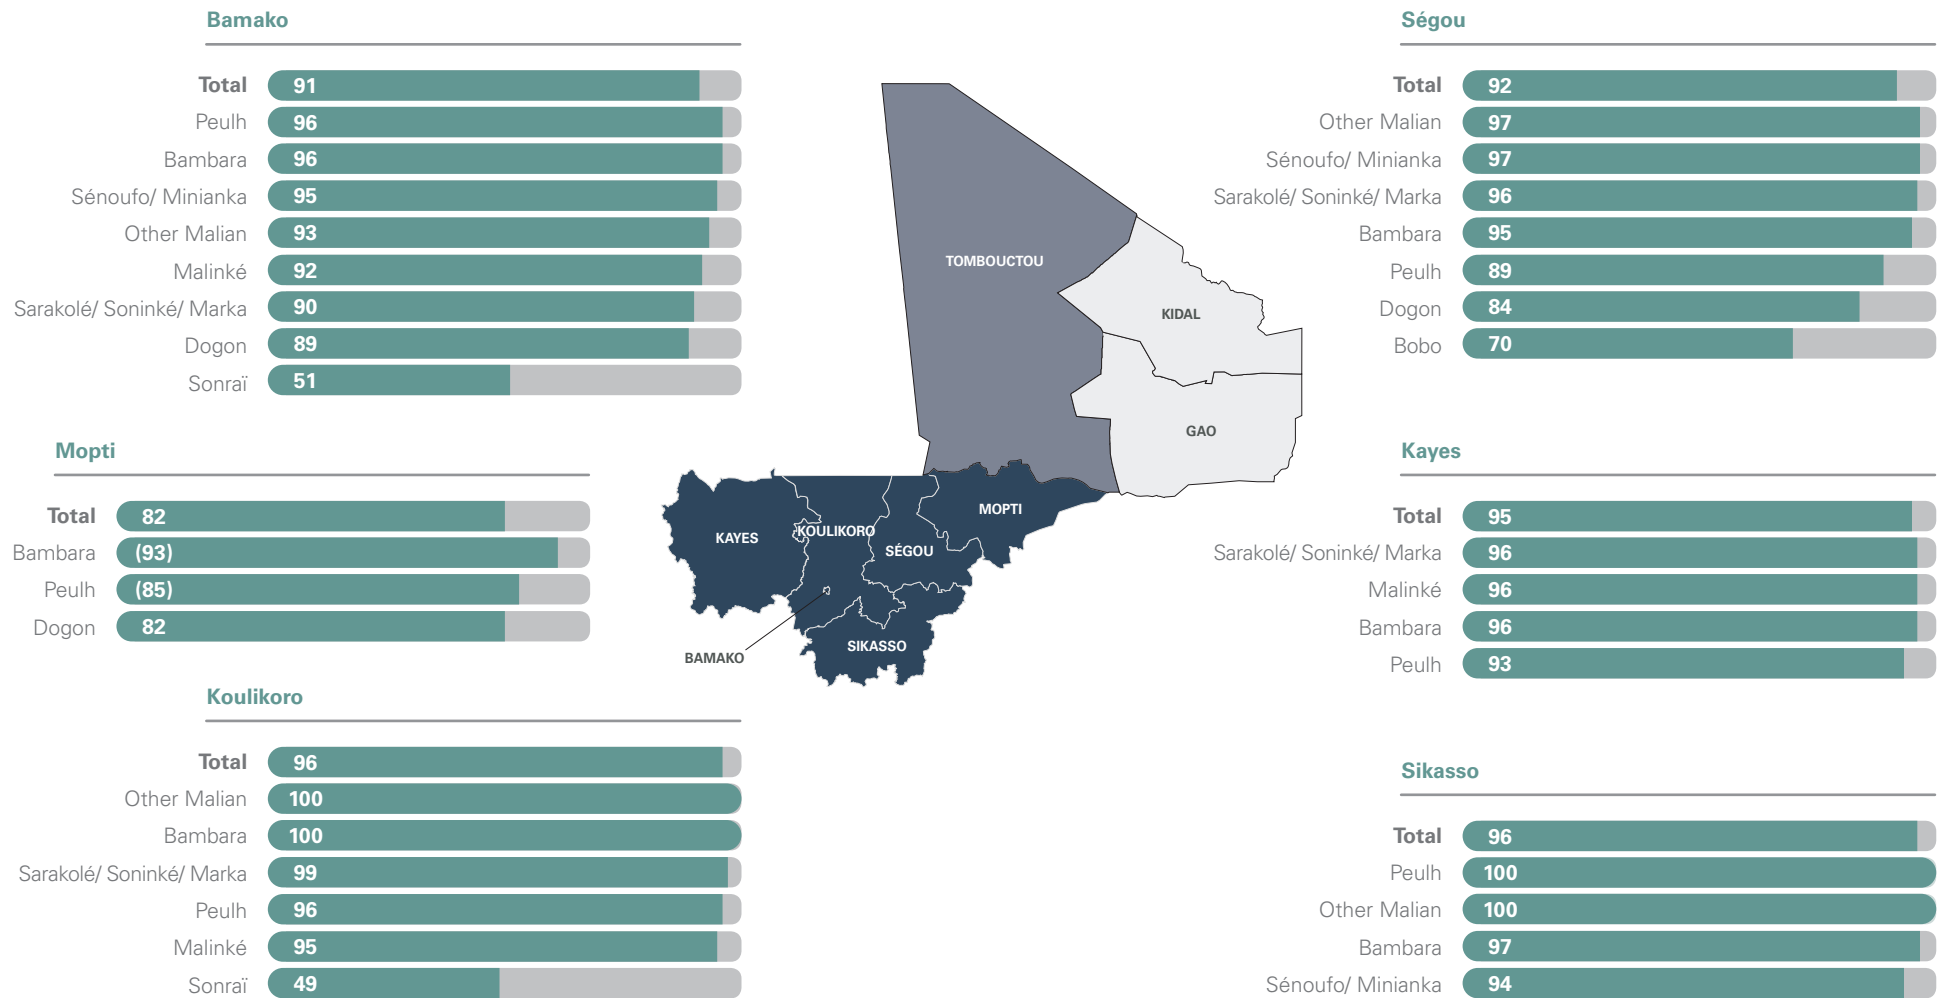 Bamako
Total 91
Peulh 96
Bambara 96
Sénoufo/ Minianka 95
Other Malian 93
Malinké 92
Sarakolé/ Soninké/ Marka 90
Dogon 89
Sonraï 51
Mopti
Total 82
Bambara (93)
Peulh (85)
Dogon 82
Koulikoro
Total 96
Other Malian 100
Bambara 100
Sarakolé/ Soninké/ Marka 99
Peulh 96
Malinké 95
Sonraï 49
TOMBOUCTOU
KIDAL
GAO
MOPTI
KAYES
KOULIKORO
SÉGOU
SIKASSO
BAMAKO
Ségou
Total 92
Other Malian 97
Sénoufo/ Minianka 97
Sarakolé/ Soninké/ Marka 96
Bambara 95
Peulh 89
Dogon 84
Bobo 70
Kayes
Total 95
Sarakolé/ Soninké/ Marka 96
Malinké 96
Bambara 96
Peulh 93
Sikasso
Total 96
Peulh 100
Other Malian 100
Bambara 97
Sénoufo/ Minianka 94